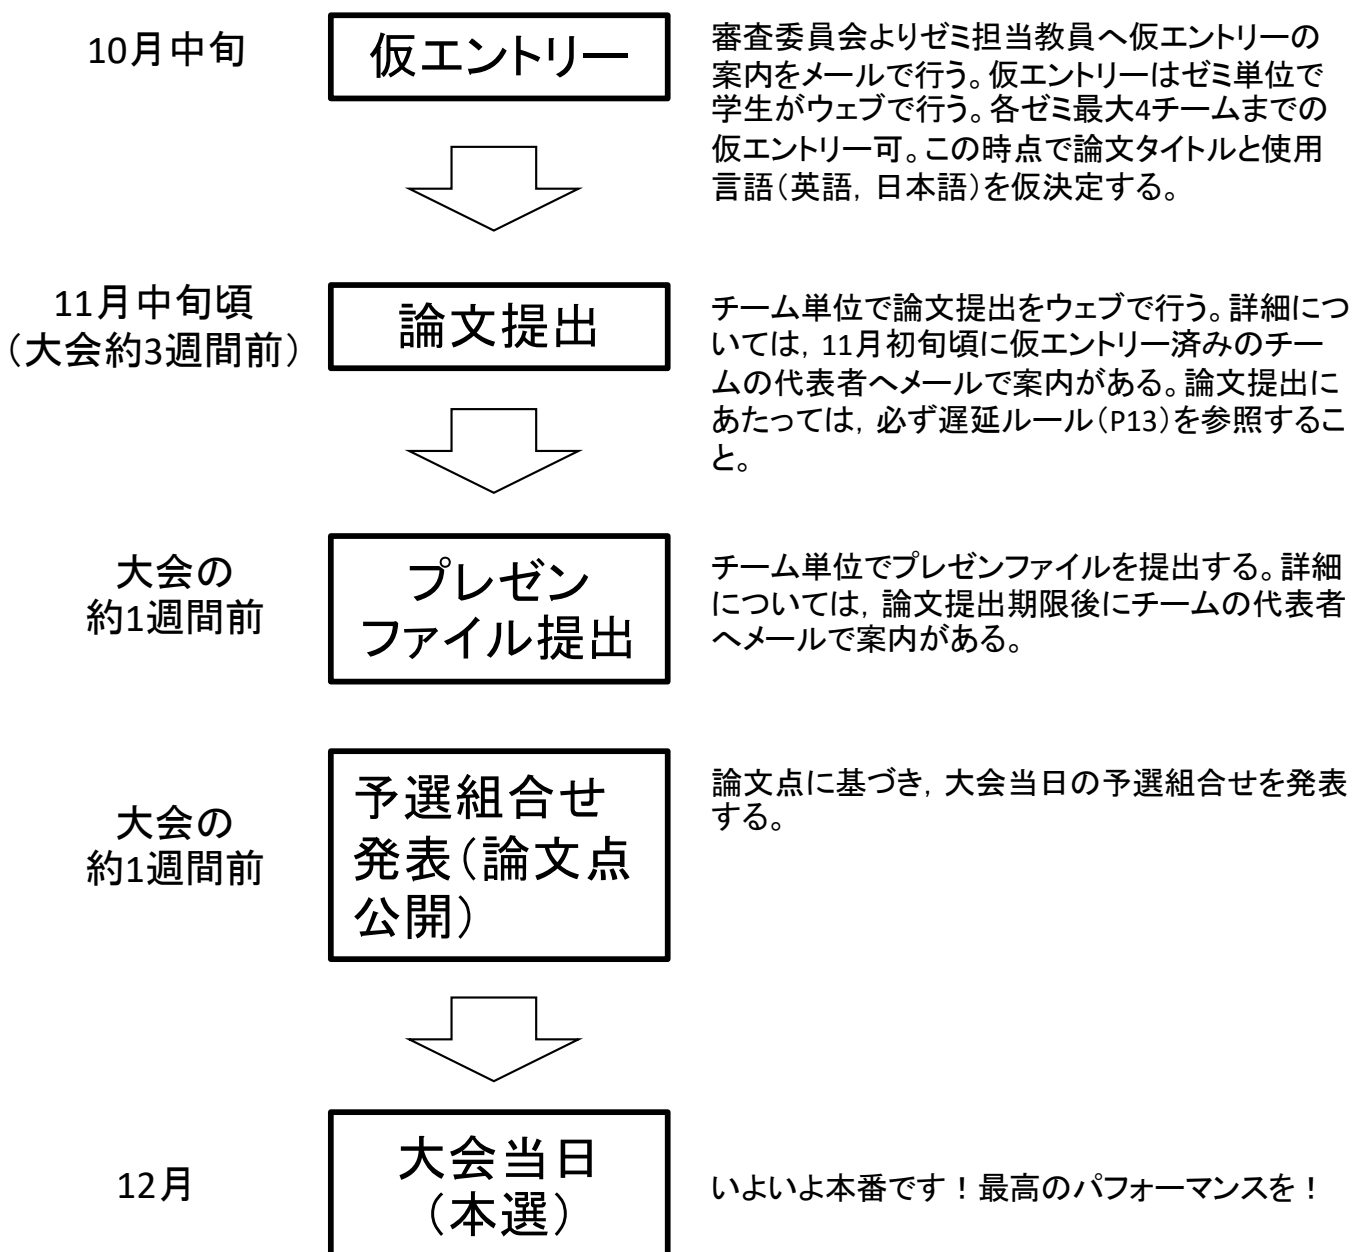 10月中旬
仮エントリー
審査委員会よりゼミ担当教員へ仮エントリーの
案内をメールで行う。仮エントリーはゼミ単位で
学生がウェブで行う。各ゼミ最大4チームまでの
仮エントリー可。この時点で論文タイトルと使用
言語（英語，日本語）を仮決定する。
11月中旬頃
（大会約3週間前）
論文提出
チーム単位で論文提出をウェブで行う。詳細につ
いては，11月初旬頃に仮エントリー済みのチー
ムの代表者へメールで案内がある。論文提出に
あたっては，必ず遅延ルール（P13）を参照するこ
と。
大会の
約1週間前
プレゼン
ファイル提出
チーム単位でプレゼンファイルを提出する。詳細
については，論文提出期限後にチームの代表者
へメールで案内がある。
大会の
約1週間前
予選組合せ
発表（論文点
公開）
論文点に基づき，大会当日の予選組合せを発表
する。
12月
大会当日
（本選）
いよいよ本番です！最高のパフォーマンスを！